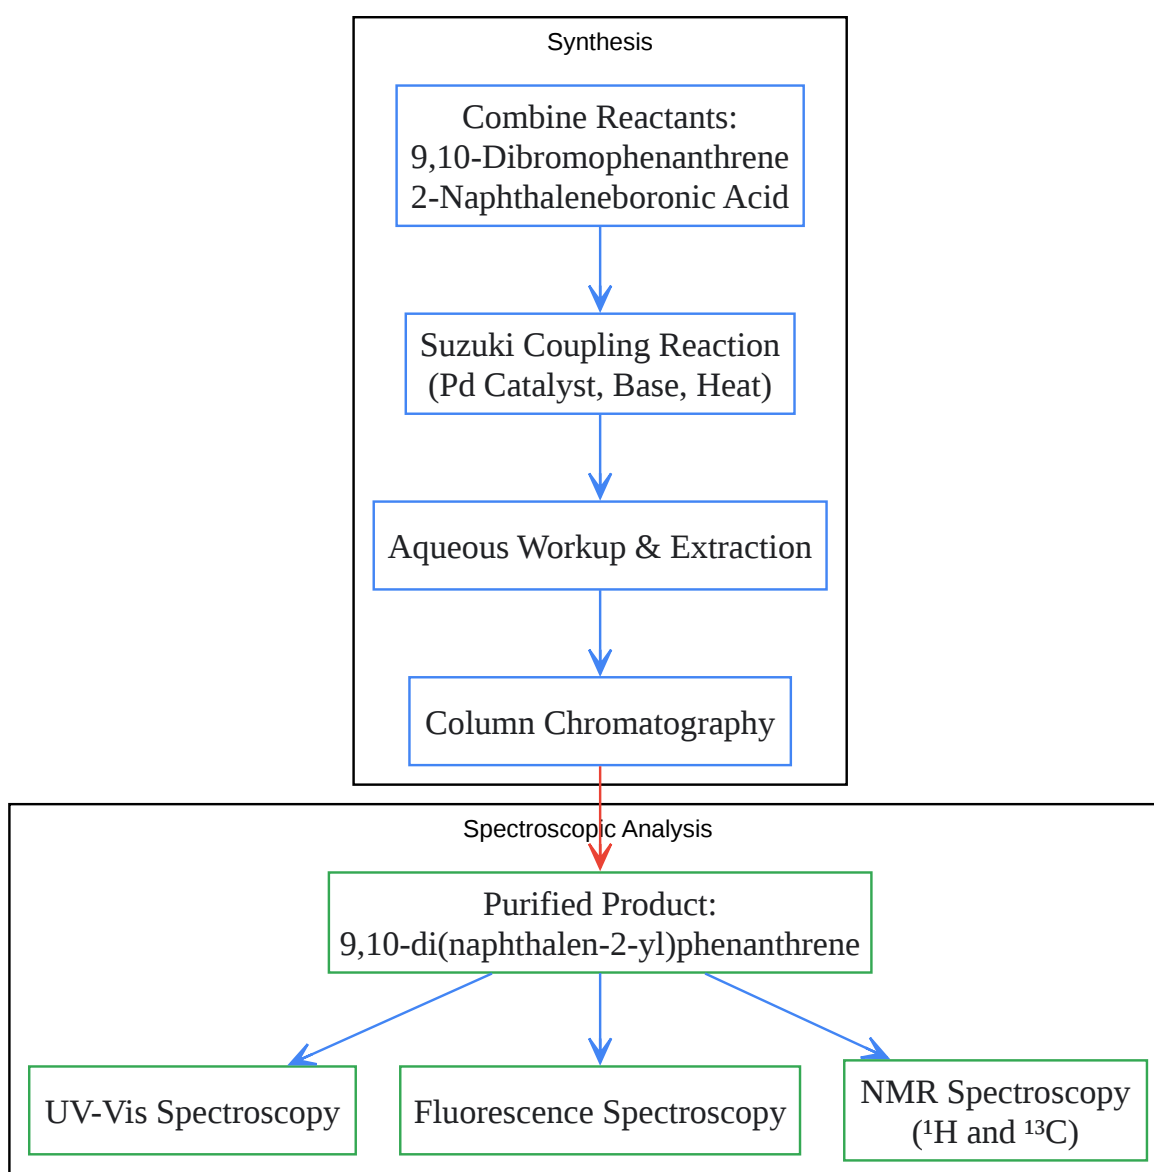 Synthesis
Combine Reactants:
9,10-Dibromophenanthrene
2-Naphthaleneboronic Acid
Suzuki Coupling Reaction
(Pd Catalyst, Base, Heat)
Aqueous Workup & Extraction
Column Chromatography
Spectroscopic Analysis
Purified Product:
9,10-di(naphthalen-2-yl)phenanthrene
UV-Vis Spectroscopy
Fluorescence Spectroscopy
NMR Spectroscopy
(¹H and ¹³C)